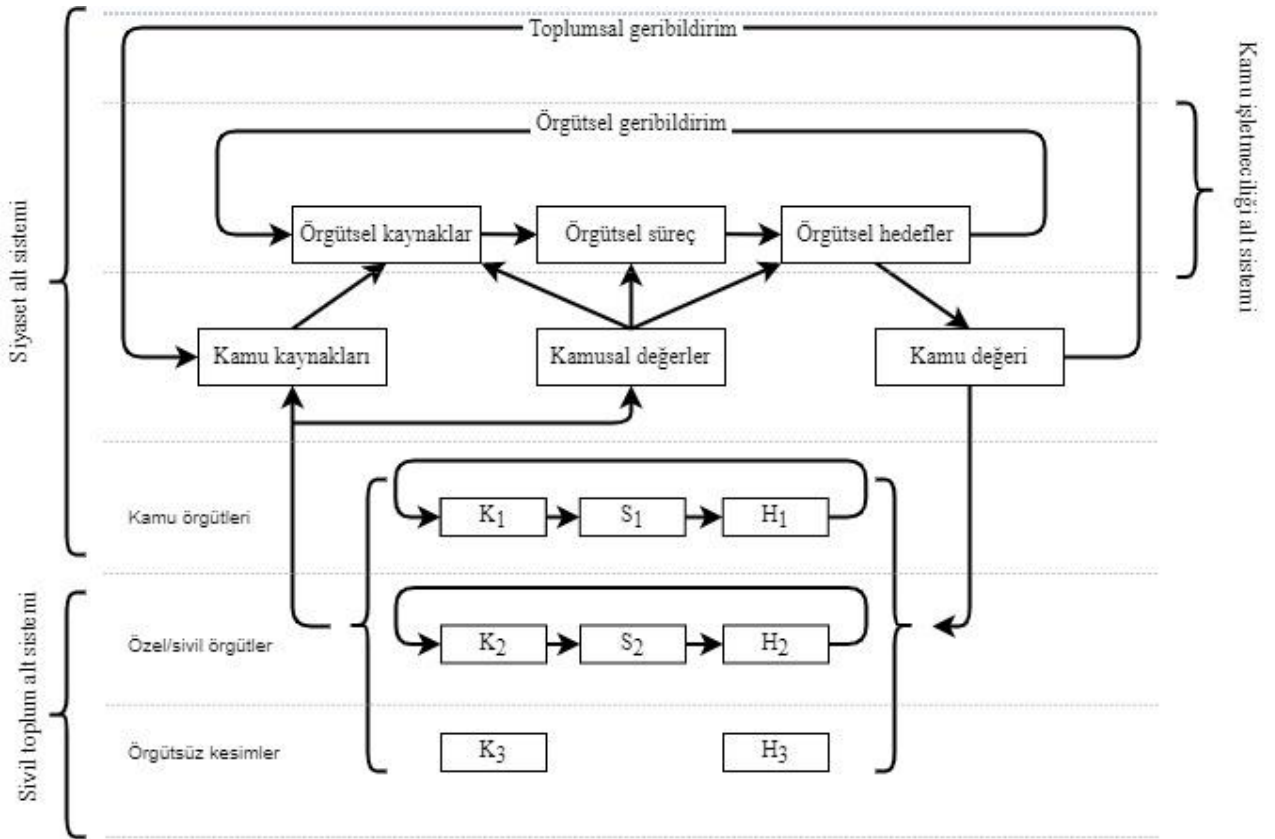 Toplumsal geribildirim
Örgütsel geribildirim
Örgütsel kaynaklar
Örgütsel süreç
Örgütsel hedefler
Kamu kaynakları
Kamusal değerler
Kamu değeri
Kamu örgütleri
K1
S1
H1
Özel/sivil örgütler
K2
S2
H2
Örgütsüz kesimler
K3
H3
Siyaset alt sistemi
Sivil toplum alt sistemi
Kamu işletmeciliği alt sistemi